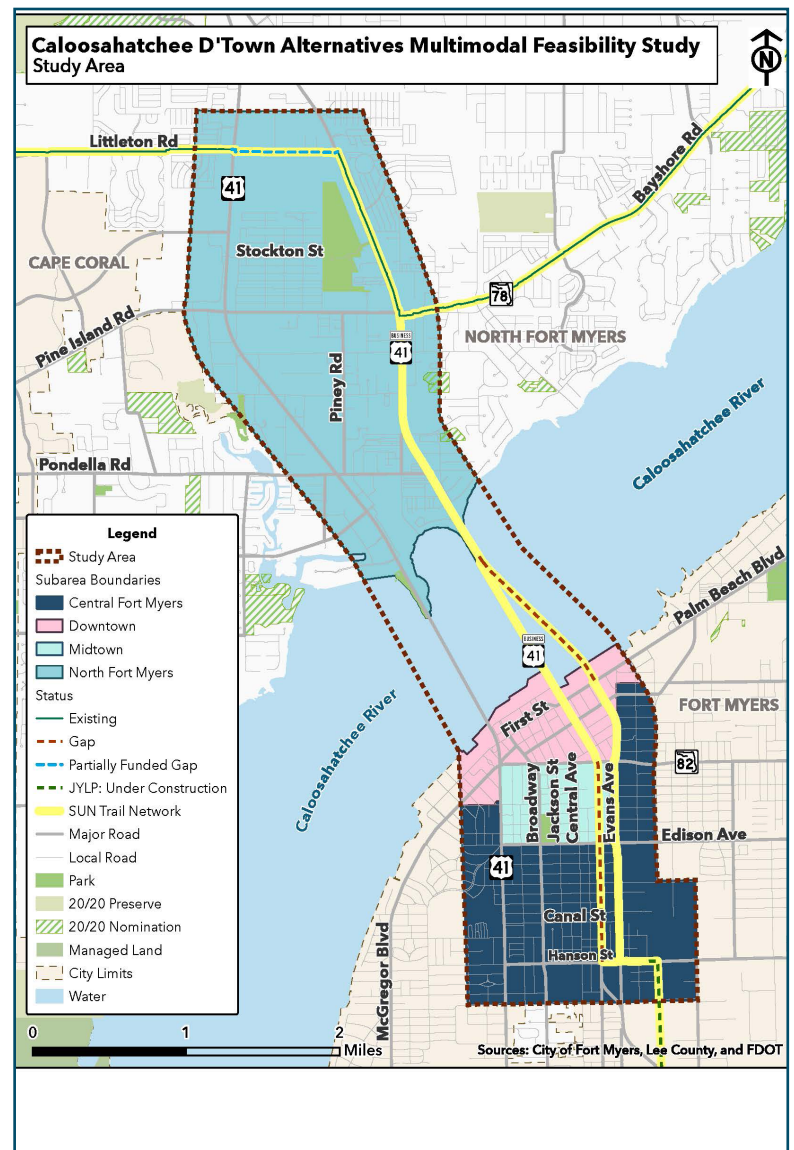 Caloosahatchee D'Town Alternatives Multimodal Feasibility Study
Study Area
N
Littleton Rd
41
Bayshore Rd
Stockton St
CAPE CORAL
78
Pine Island Rd
NORTH FORT MYERS
BUSINESS
41
Piney Rd
Caloosahatchee River
Pondella Rd
Legend
Study Area
Subarea Boundaries
Central Fort Myers
Downtown
Midtown
North Fort Myers
Status
Existing
Gap
Partially Funded Gap
JYLP: Under Construction
SUN Trail Network
Major Road
Local Road
Park
20/20 Preserve
20/20 Nomination
Managed Land
City Limits
Water
Palm Beach Blvd
BUSINESS
41
FORT MYERS
First St
Caloosahatchee River
82
Broadway
Jackson St
Central Ave
Evans Ave
Edison Ave
41
Canal St
Hanson St
McGregor Blvd
0 1 2
Miles
Sources: City of Fort Myers, Lee County, and FDOT